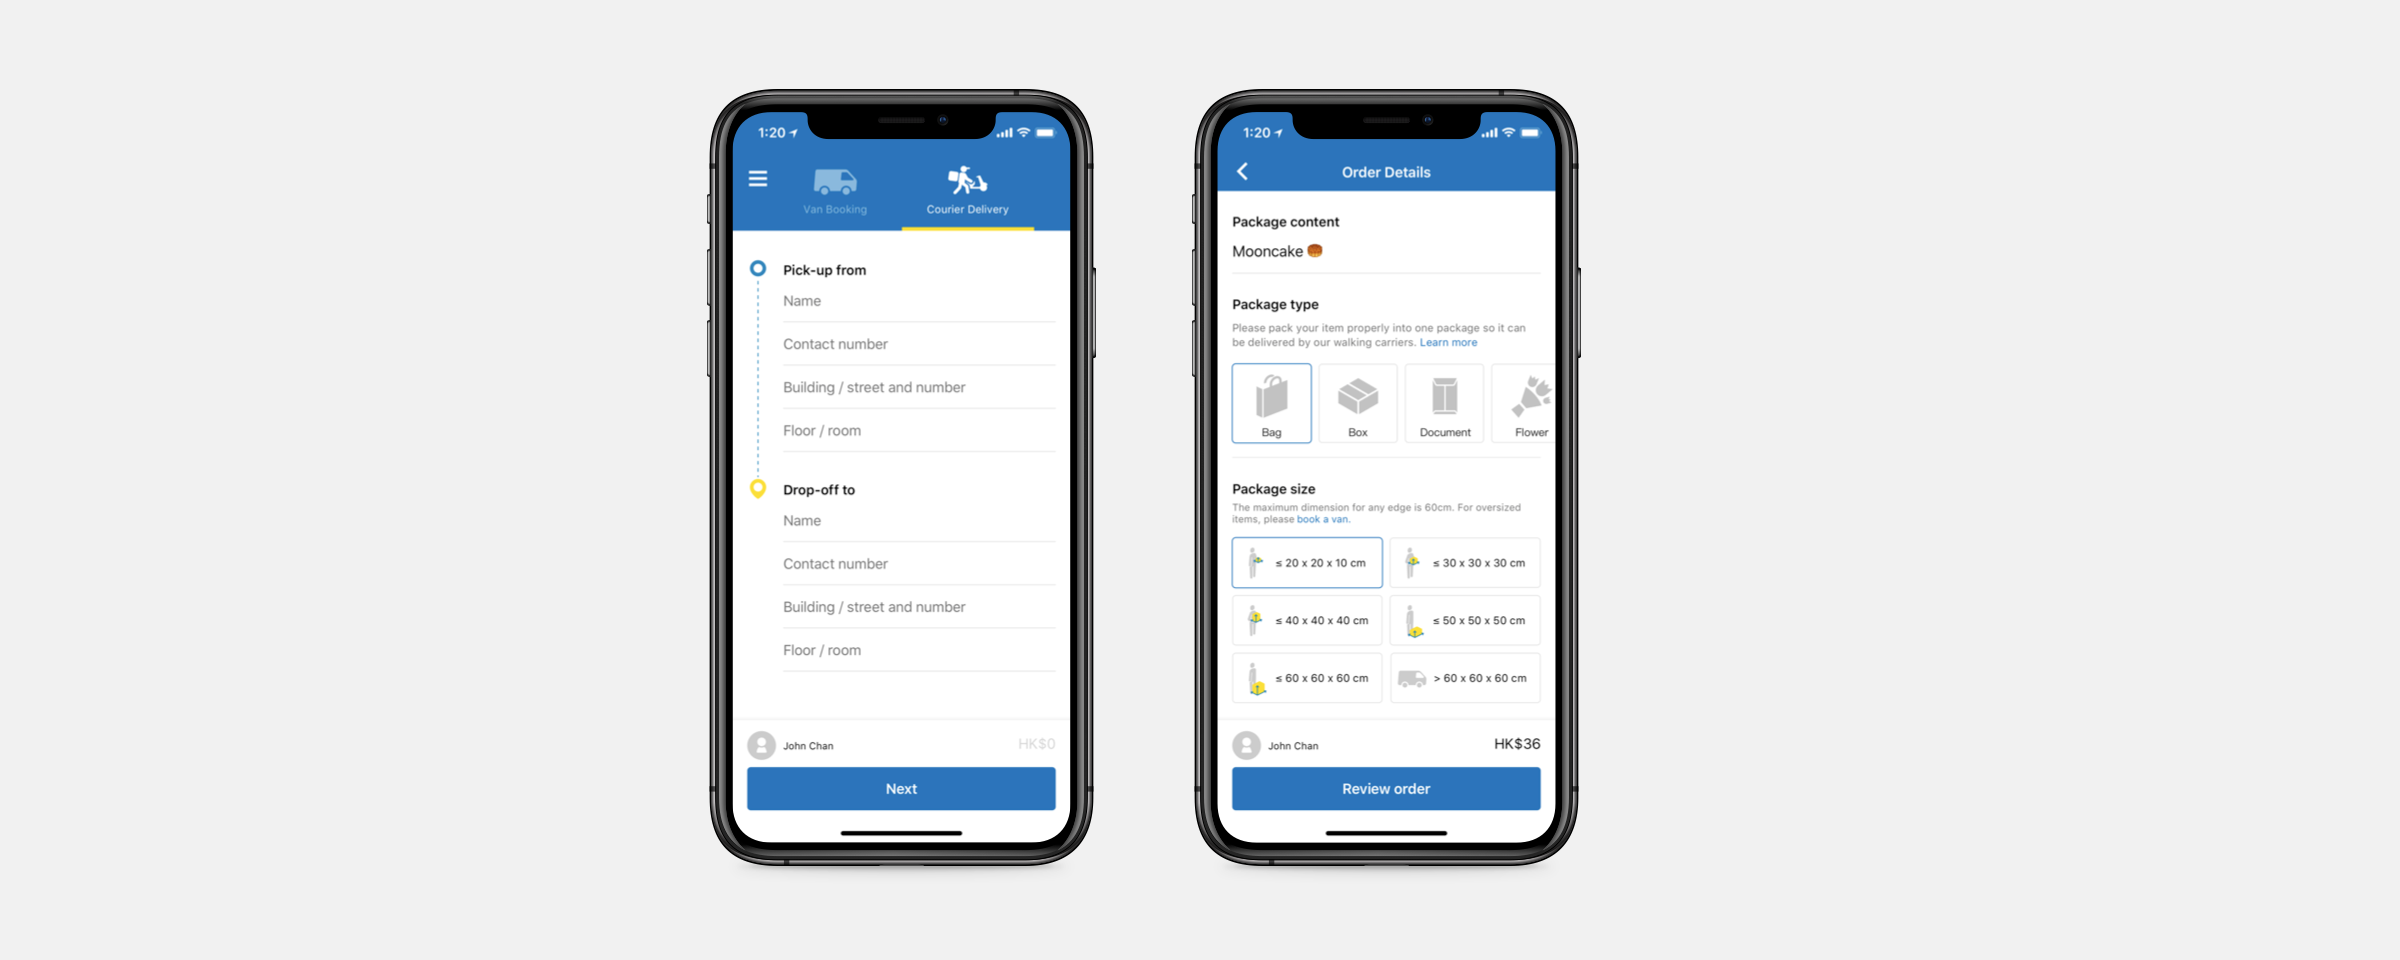 1:20
Van Booking
Courier Delivery
Pick-up from
Name
Contact number
Building / street and number
Floor / room
Drop-off to
Name
Contact number
Building / street and number
Floor / room
John Chan
HK$0
Next
1:20
Order Details
Package content
Mooncake 🥮
Package type
Please pack your item properly into one package so it can
be delivered by our walking carriers. Learn more
Bag
Box
Document
Flower
Package size
The maximum dimension for any edge is 60cm. For oversized
items, please book a van.
≤ 20 x 20 x 10 cm
≤ 30 x 30 x 30 cm
≤ 40 x 40 x 40 cm
≤ 50 x 50 x 50 cm
≤ 60 x 60 x 60 cm
> 60 x 60 x 60 cm
John Chan
HK$36
Review order